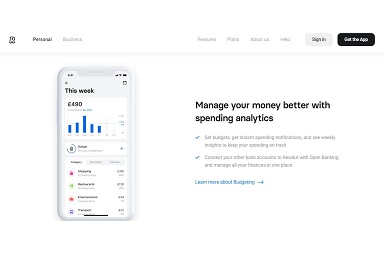 Personal
Business
Features
Plans
About us
Help
Sign in
Get the App
This week
£490
Budget
Category
Shopping
Restaurants
Entertainment
Transport
Manage your money better with
spending analytics
Set budgets, get instant spending notifications, and see weekly
insights to keep your spending on track
Connect your other bank accounts to Revolut with Open Banking
and manage all your finances in one place
Learn more about Budgeting